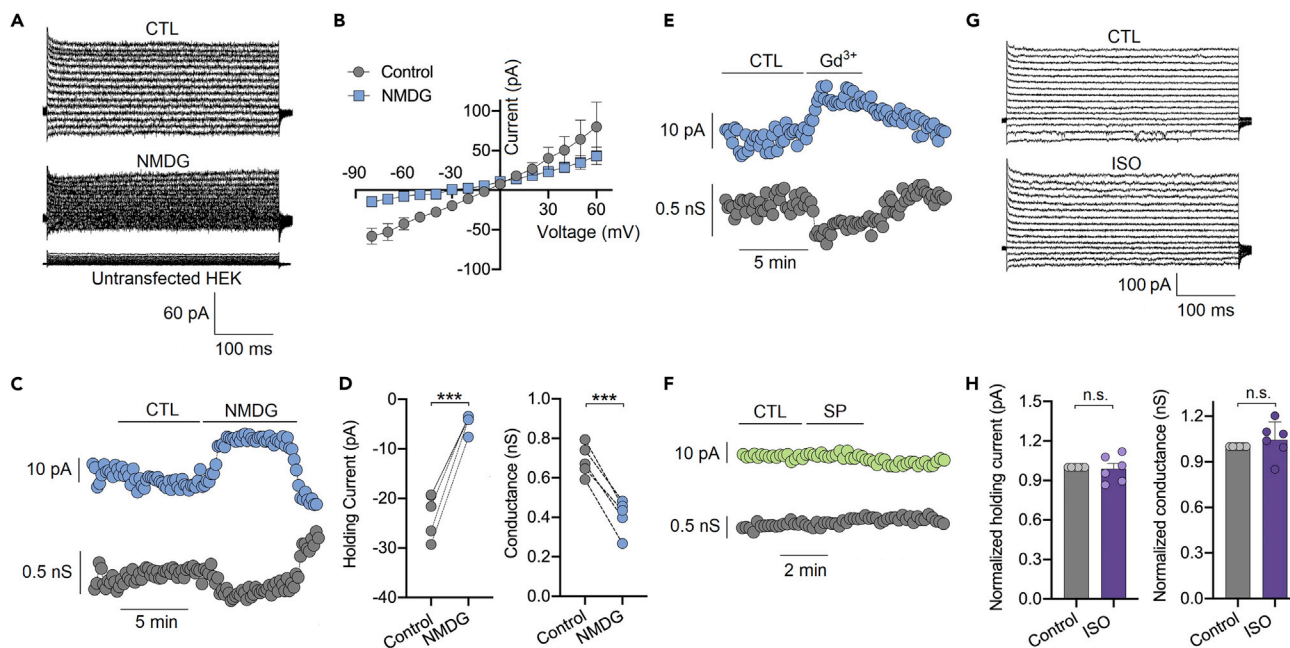 A
CTL
NMDG
Untransfected HEK
60 pA
100 ms
B
Control
NMDG
Current (pA)
100
50
-50
-100
-90
-60
-30
30
60
Voltage (mV)
C
CTL
NMDG
10 pA
0.5 nS
5 min
D
***
Holding Current (pA)
0
-10
-20
-30
-40
Control
NMDG
***
Conductance (nS)
1.0
0.8
0.6
0.4
0.2
0.0
Control
NMDG
E
CTL
Gd³⁺
10 pA
0.5 nS
5 min
F
CTL
SP
10 pA
0.5 nS
2 min
G
CTL
ISO
100 pA
100 ms
H
n.s.
Normalized holding current (pA)
1.5
1.2
0.9
0.6
0.3
0.0
Control
ISO
n.s.
Normalized conductance (nS)
1.2
0.9
0.6
0.3
0.0
Control
ISO